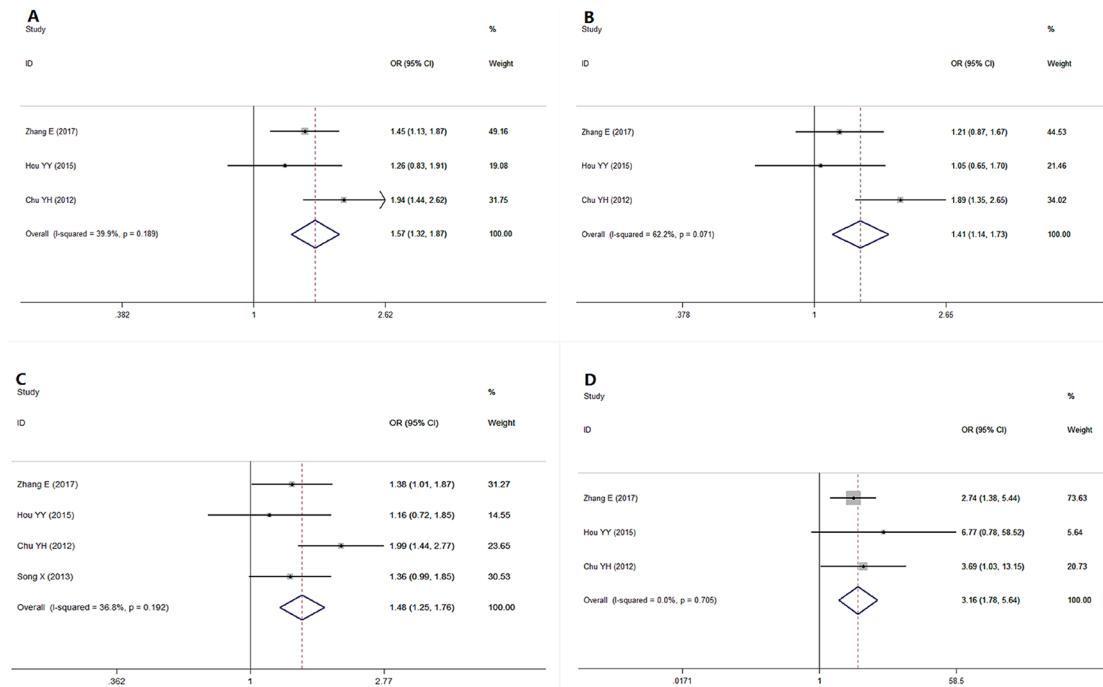 A
Study %
ID OR (95% CI) Weight
Zhang E (2017) 1.45 (1.13, 1.87) 49.16
Hou YY (2015) 1.26 (0.83, 1.91) 19.08
Chu YH (2012) 1.94 (1.44, 2.62) 31.75
Overall (I-squared = 39.9%, p = 0.189) 1.57 (1.32, 1.87) 100.00
.382 1 2.62
B
Study %
ID OR (95% CI) Weight
Zhang E (2017) 1.21 (0.87, 1.67) 44.53
Hou YY (2015) 1.05 (0.65, 1.70) 21.46
Chu YH (2012) 1.89 (1.35, 2.65) 34.02
Overall (I-squared = 62.2%, p = 0.071) 1.41 (1.14, 1.73) 100.00
.378 1 2.65
C
Study %
ID OR (95% CI) Weight
Zhang E (2017) 1.38 (1.01, 1.87) 31.27
Hou YY (2015) 1.16 (0.72, 1.85) 14.55
Chu YH (2012) 1.99 (1.44, 2.77) 23.65
Song X (2013) 1.36 (0.99, 1.85) 30.53
Overall (I-squared = 36.8%, p = 0.192) 1.48 (1.25, 1.76) 100.00
.362 1 2.77
D
Study %
ID OR (95% CI) Weight
Zhang E (2017) 2.74 (1.38, 5.44) 73.63
Hou YY (2015) 6.77 (0.78, 58.52) 5.64
Chu YH (2012) 3.69 (1.03, 13.15) 20.73
Overall (I-squared = 0.0%, p = 0.705) 3.16 (1.78, 5.64) 100.00
.0171 1 58.5